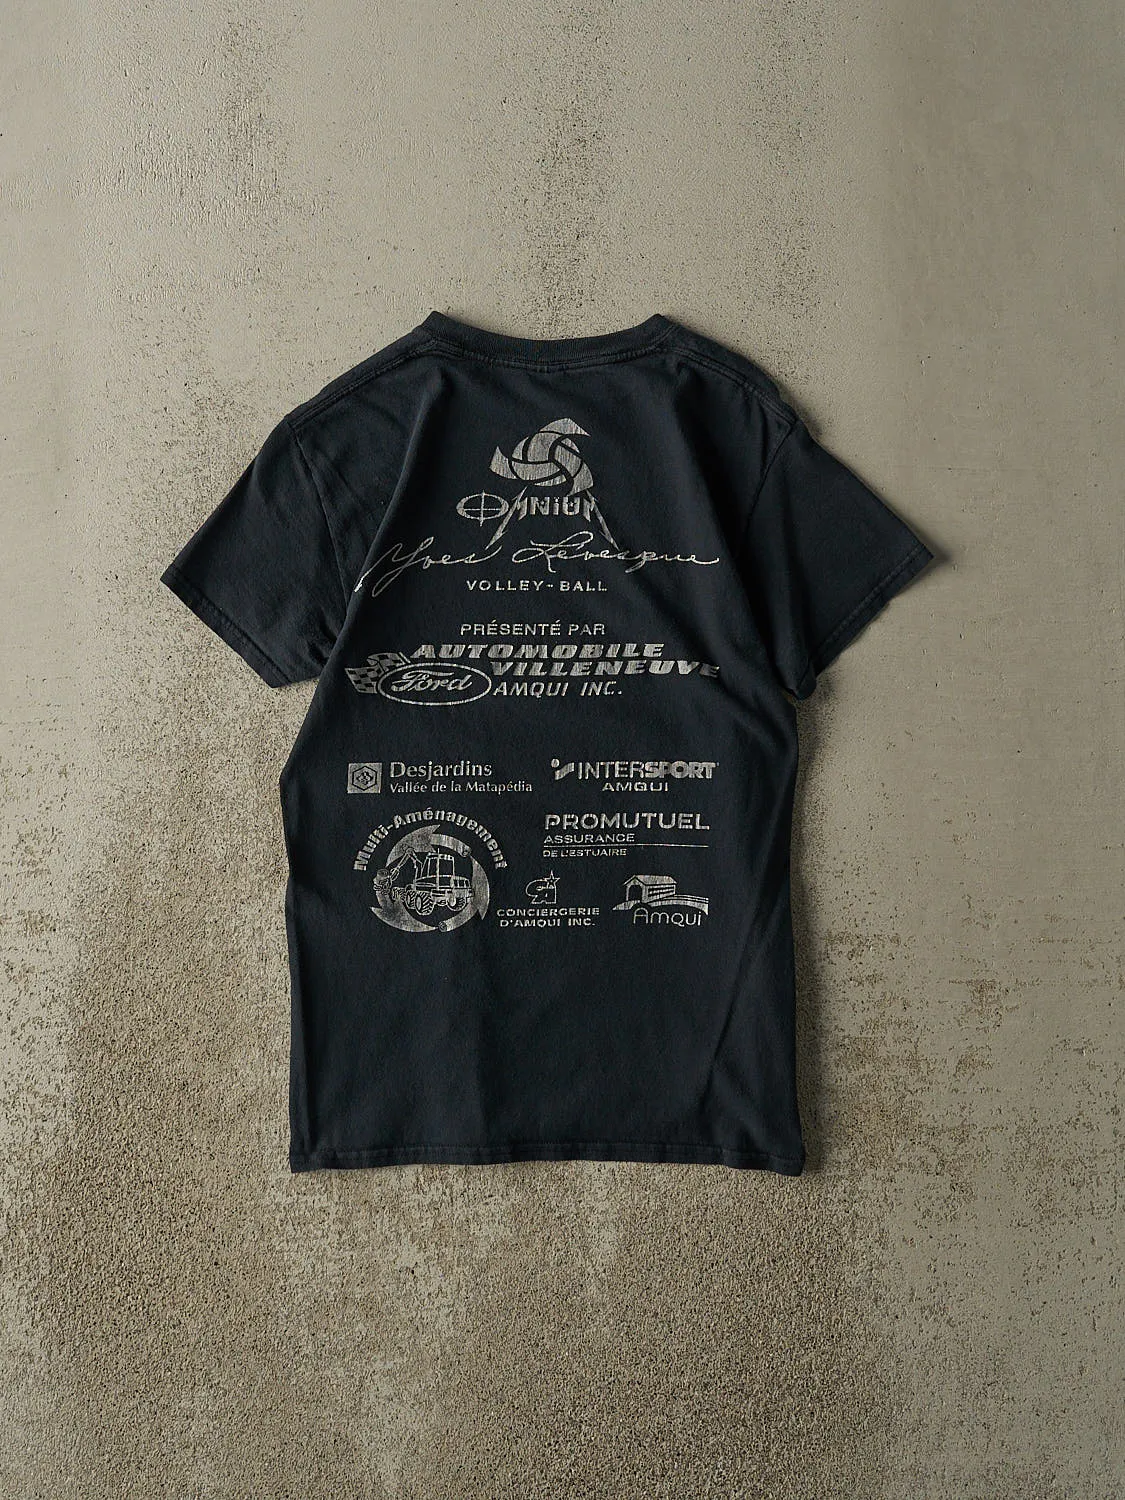 OMNIUM
Yves Lévesque
VOLLEY-BALL
PRÉSENTÉ PAR
AUTOMOBILE
VILLENEUVE
Ford
AMQUI INC.
Desjardins
Vallée de la Matapédia
INTERSPORT
AMQUI
Multi-Aménagement
PROMUTUEL
ASSURANCE
DE L'ESTUAIRE
CONCIERGERIE
D'AMQUI INC.
Amqui